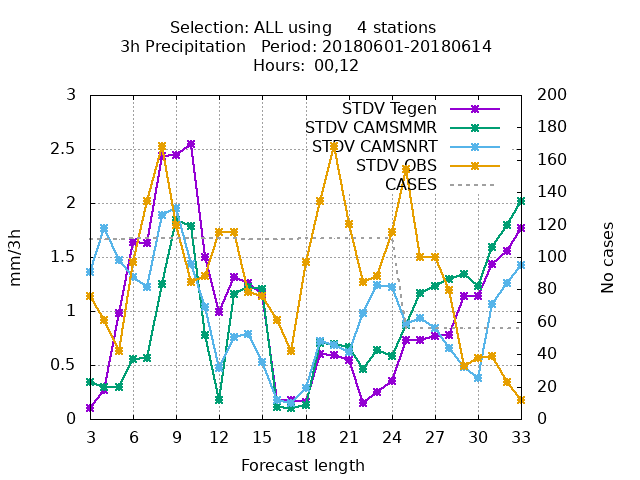 Selection: ALL using     4 stations
3h Precipitation   Period: 20180601-20180614
Hours:  00,12
3
2.5
2
1.5
1
0.5
0
mm/3h
200
180
160
140
120
100
80
60
40
20
0
No cases
STDV Tegen
STDV CAMSMMR
STDV CAMSNRT
STDV OBS
CASES
3 6 9 12 15 18 21 24 27 30 33
Forecast length